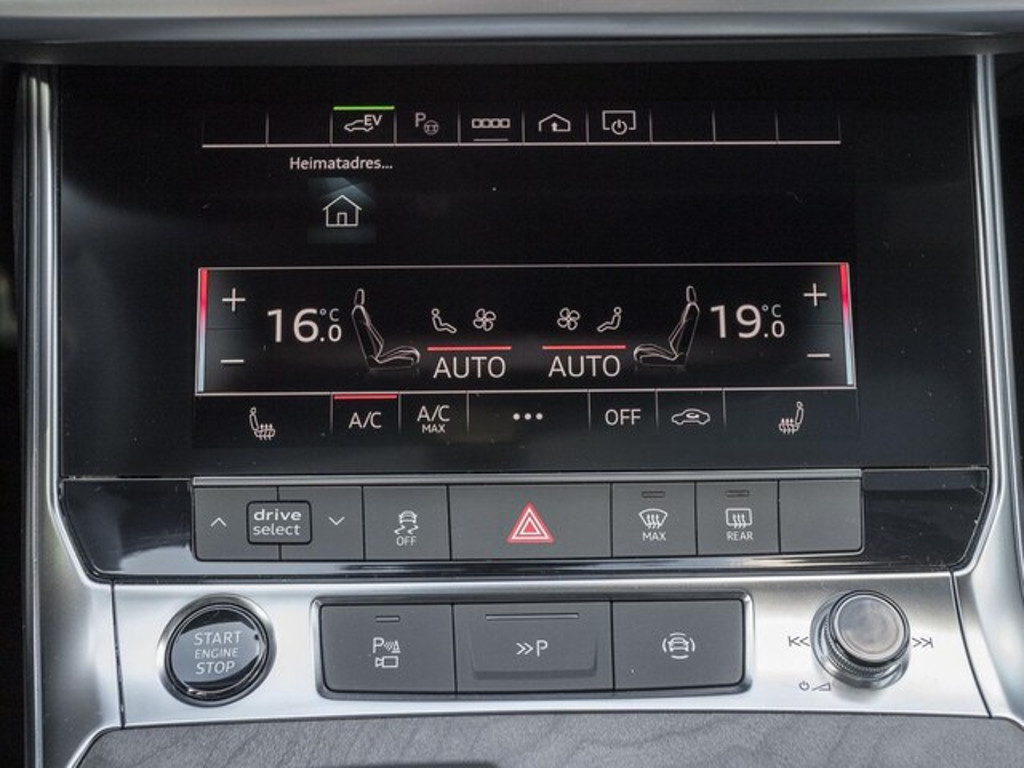 EV P
Heimatadres...
+ 16.0 °C 19.0 °C +
− AUTO AUTO −
A/C A/C MAX ••• OFF
drive select
OFF MAX REAR
START ENGINE STOP
P >>P